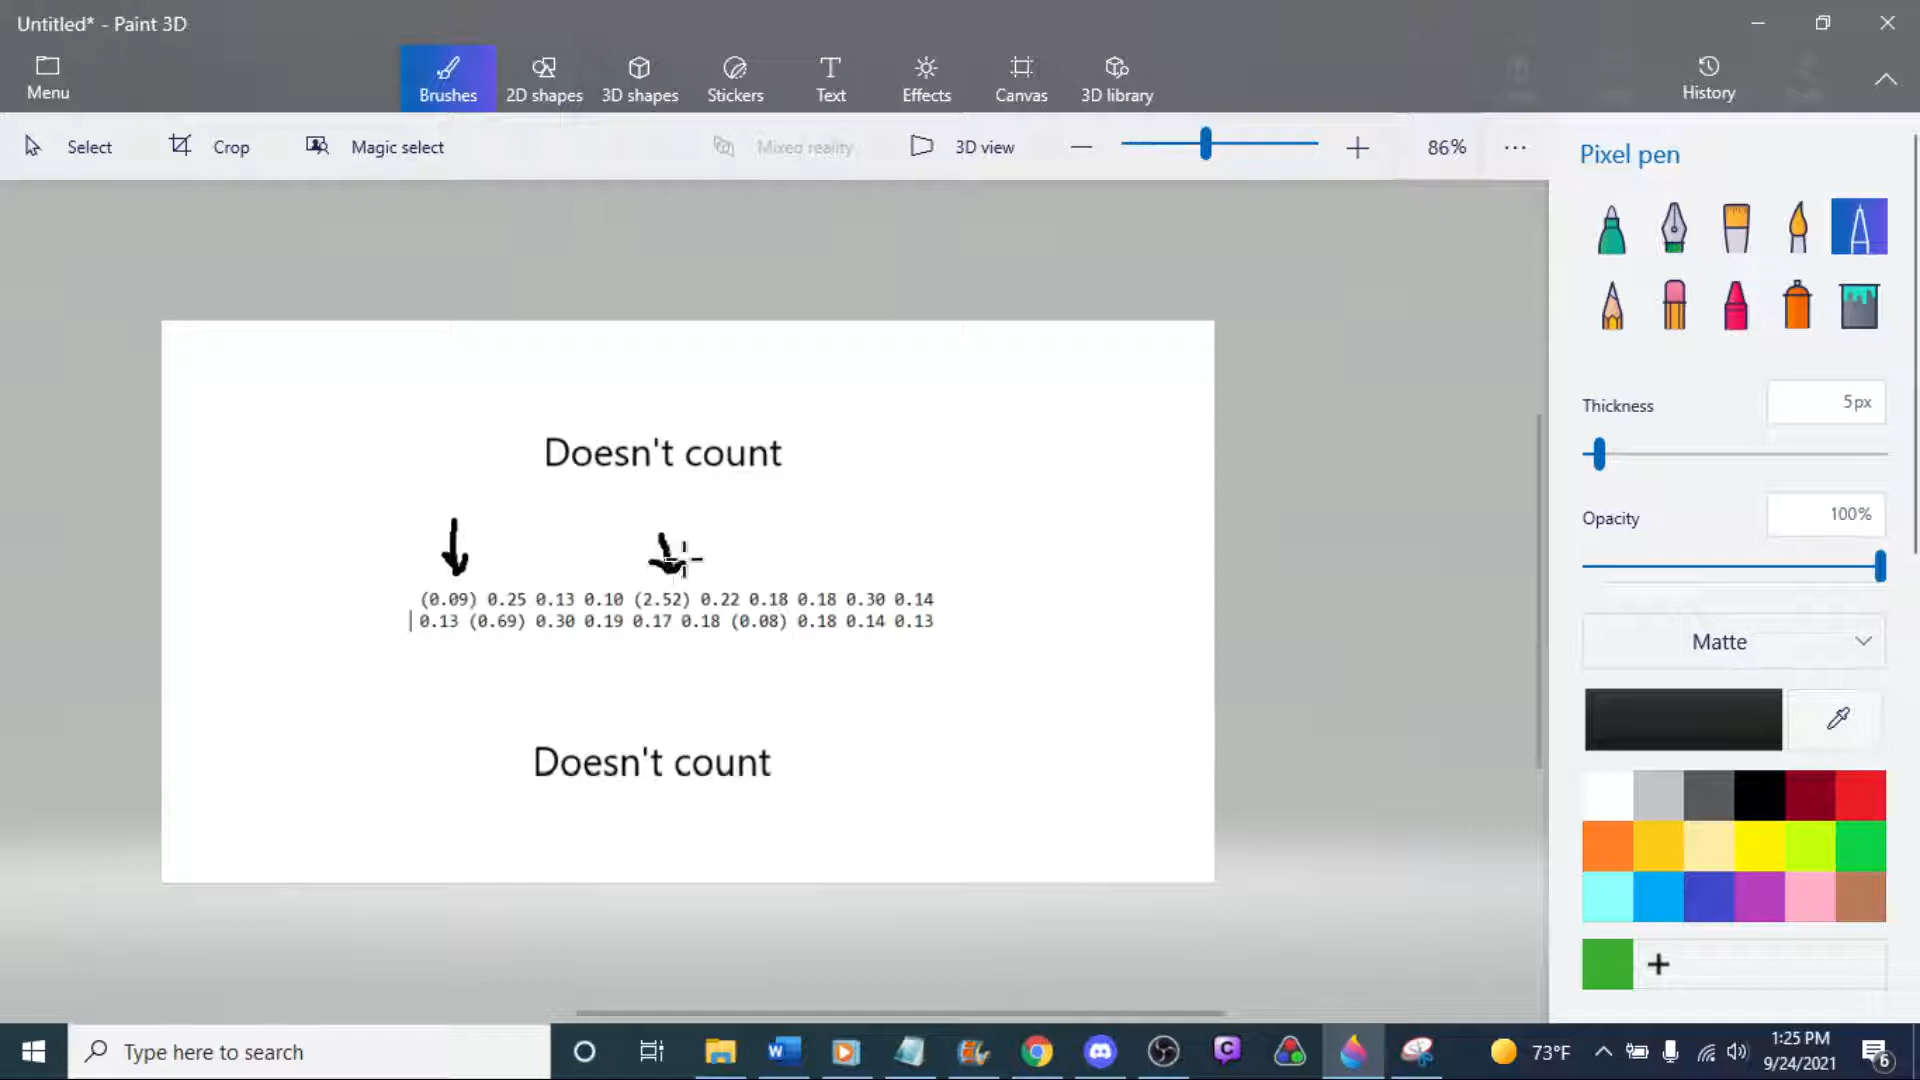 Untitled* - Paint 3D
Menu
Brushes
2D shapes
3D shapes
Stickers
Text
Effects
Canvas
3D library
History
Select
Crop
Magic select
Mixed reality
3D view
86%
Pixel pen
Thickness
5px
Opacity
100%
Matte
Doesn't count
(0.09) 0.25 0.13 0.10 (2.52) 0.22 0.18 0.18 0.30 0.14
0.13 (0.69) 0.30 0.19 0.17 0.18 (0.08) 0.18 0.14 0.13
Doesn't count
Type here to search
73°F
1:25 PM
9/24/2021
6